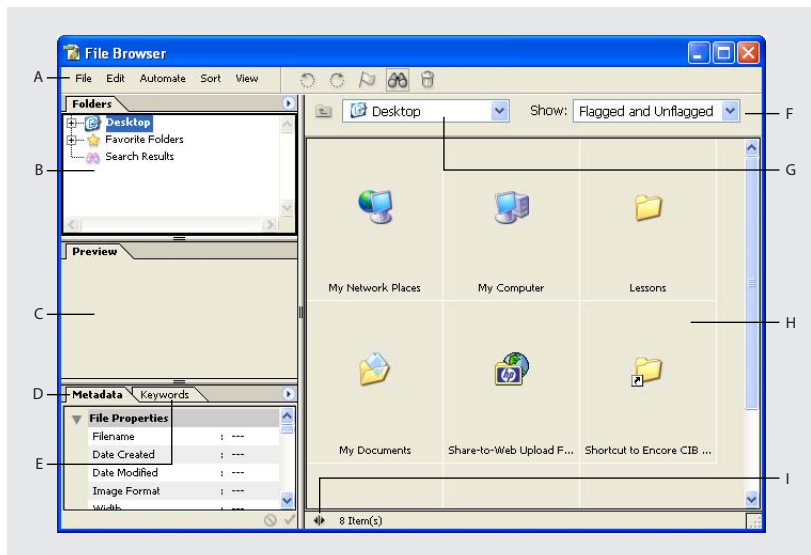 File Browser
A
File Edit Automate Sort View
Folders
Desktop
Show:
Flagged and Unflagged
F
Desktop
Favorite Folders
Search Results
B
G
Preview
My Network Places
My Computer
Lessons
C
H
D
Metadata
Keywords
File Properties
Filename : ---
Date Created : ---
E
Date Modified : ---
Image Format : ---
Width
My Documents
Share-to-Web Upload F...
Shortcut to Encore CIB ...
I
8 Item(s)